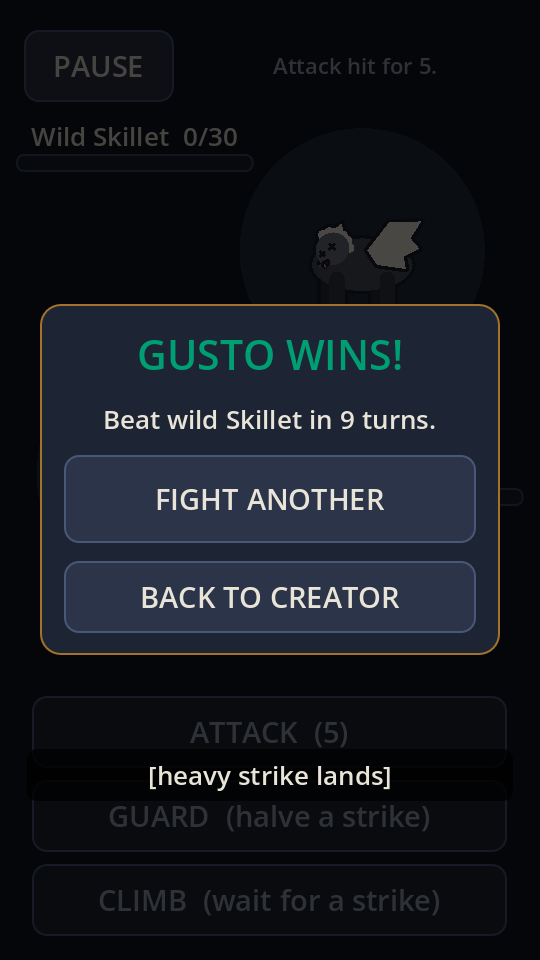 PAUSE
Attack hit for 5.
Wild Skillet 0/30
GUSTO WINS!
Beat wild Skillet in 9 turns.
FIGHT ANOTHER
BACK TO CREATOR
ATTACK (5)
[heavy strike lands]
GUARD (halve a strike)
CLIMB (wait for a strike)